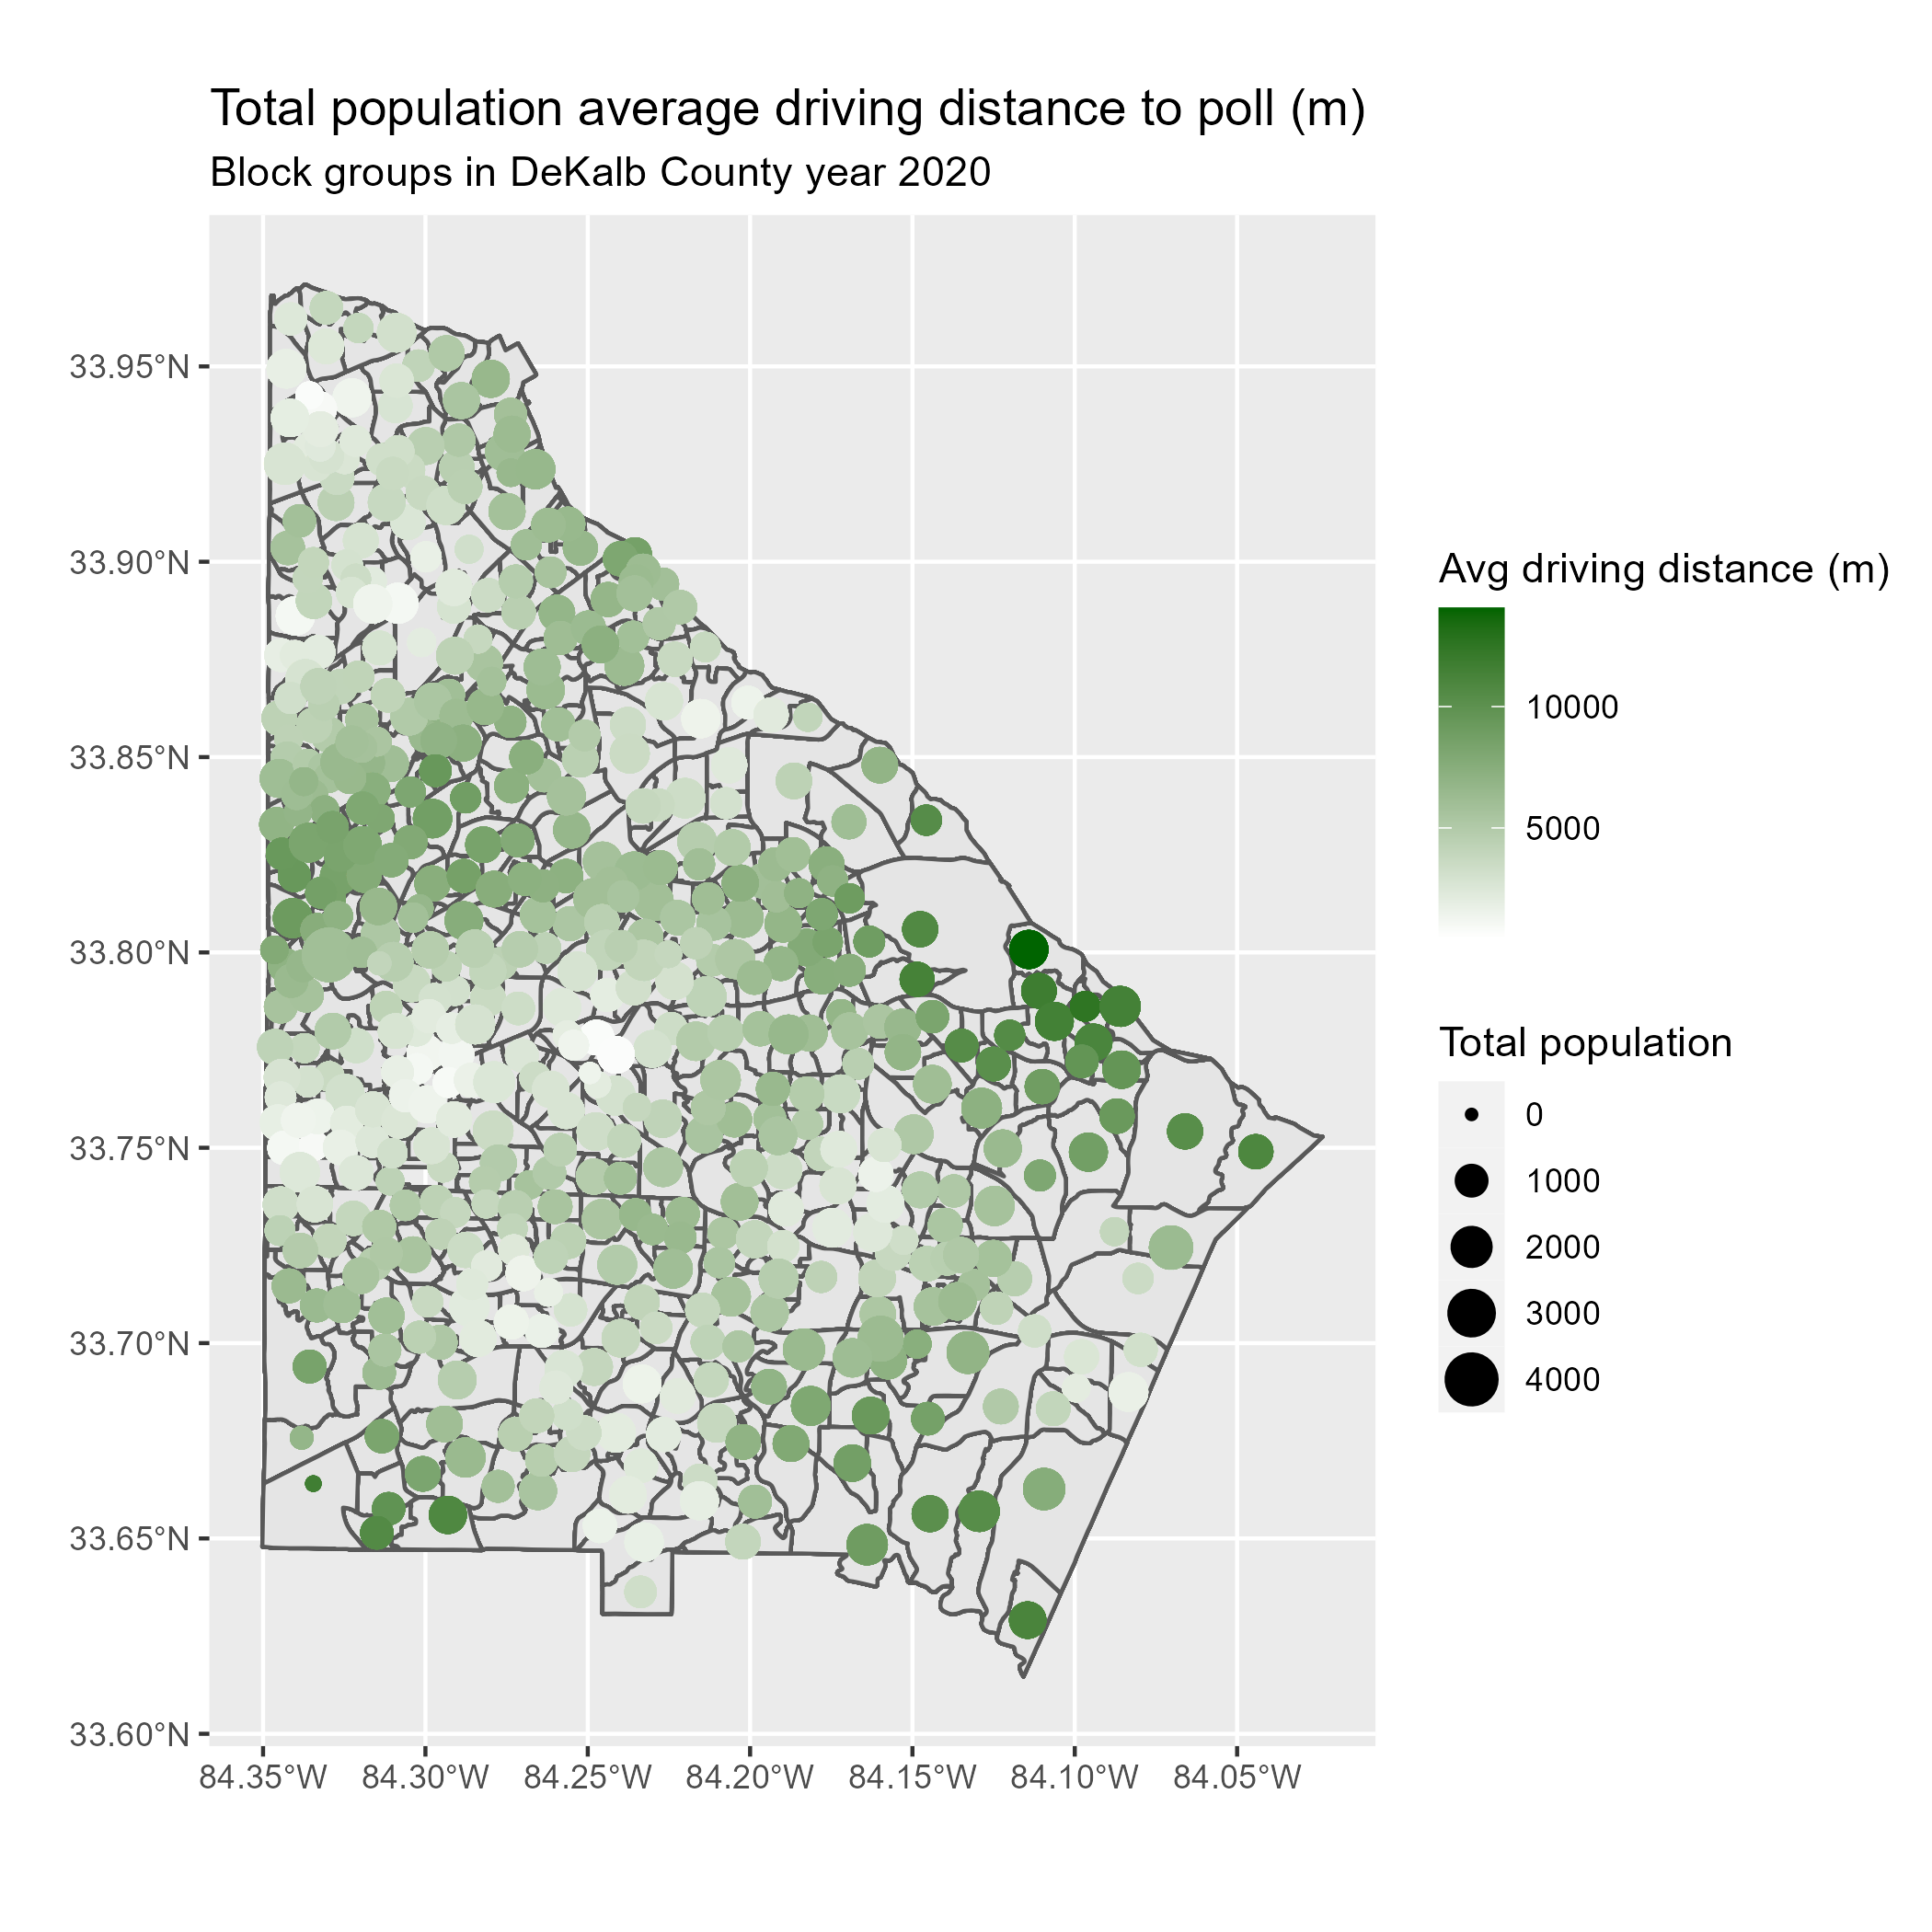 Total population average driving distance to poll (m)
Block groups in DeKalb County year 2020
33.95°N
33.90°N
33.85°N
33.80°N
33.75°N
33.70°N
33.65°N
33.60°N
84.35°W 84.30°W 84.25°W 84.20°W 84.15°W 84.10°W 84.05°W
Avg driving distance (m)
10000
5000
Total population
0
1000
2000
3000
4000